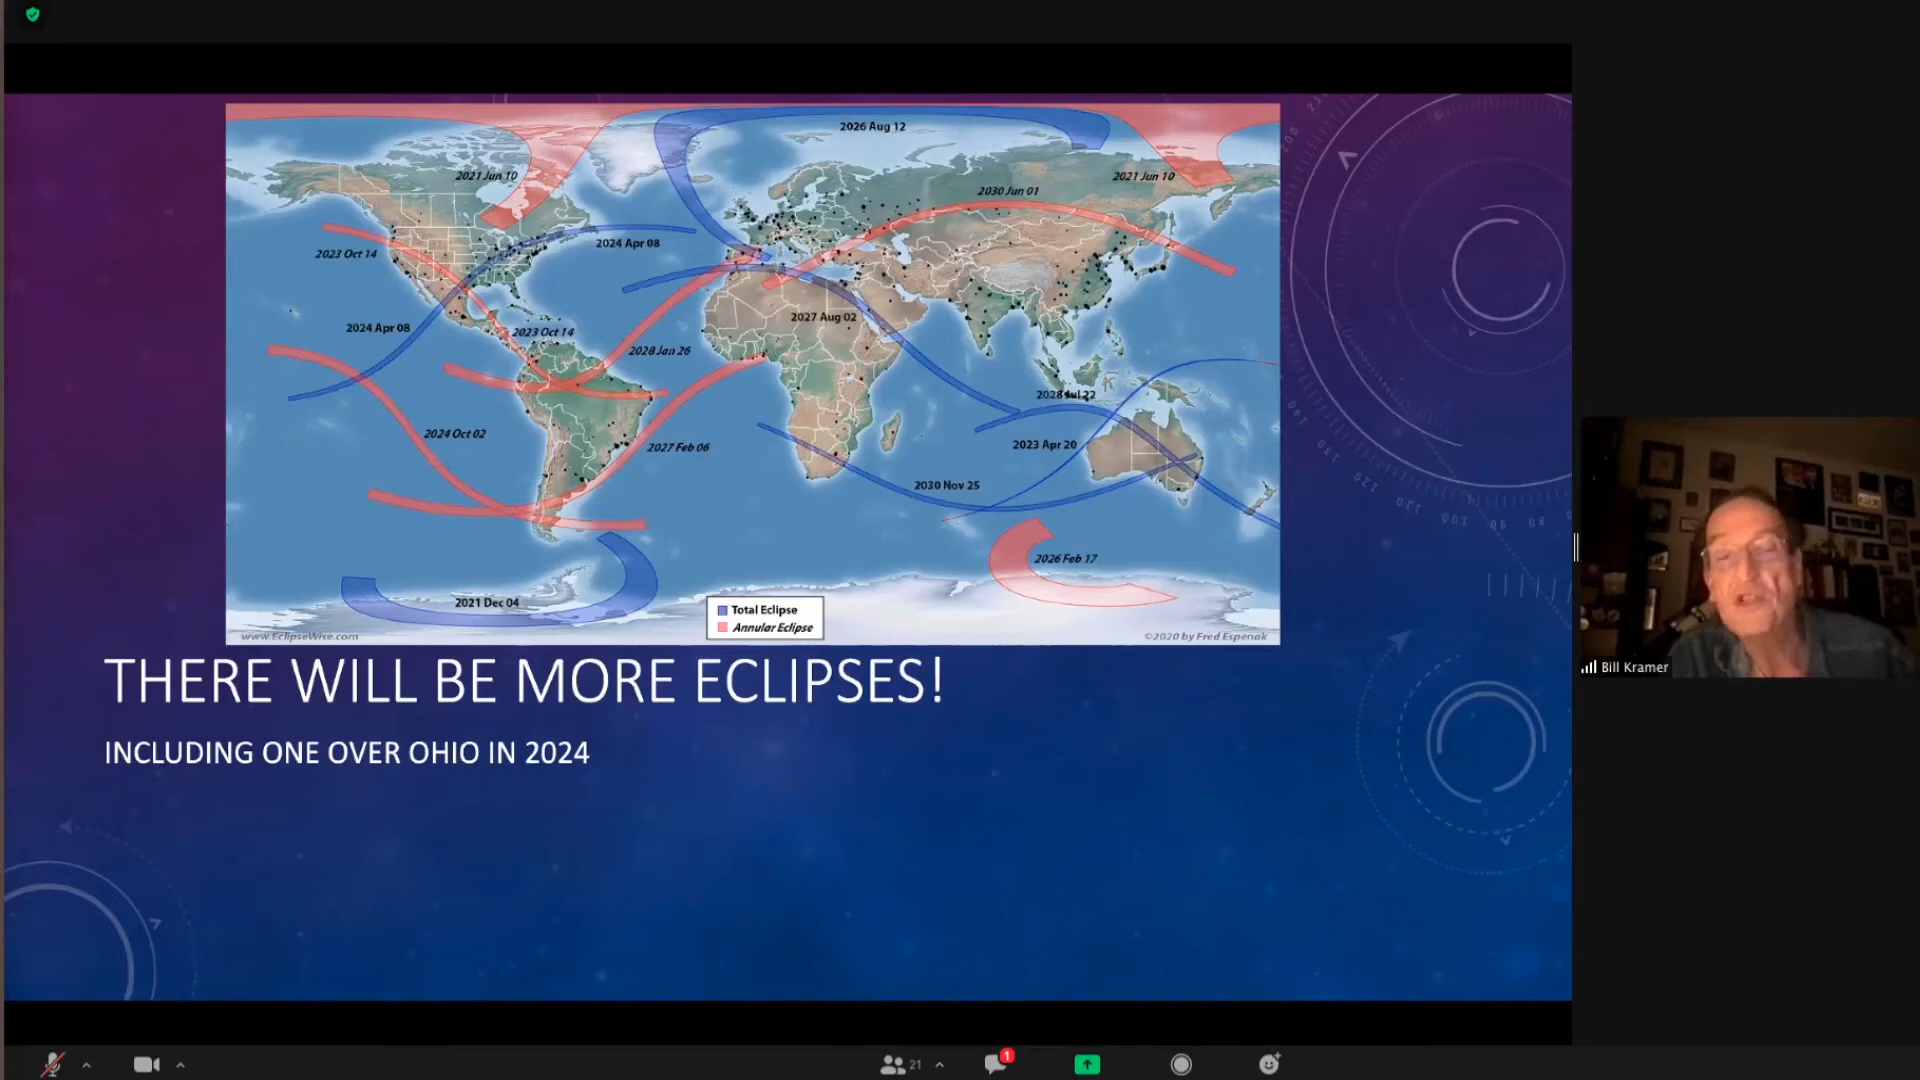 2026 Aug 12
2021 Jun 10
2021 Jun 10
2030 Jun 01
2024 Apr 08
2023 Oct 14
2027 Aug 02
2024 Apr 08
2023 Oct 14
2028 Jan 26
2028 Jul 22
2024 Oct 02
2027 Feb 06
2023 Apr 20
2030 Nov 25
2026 Feb 17
2021 Dec 04
Total Eclipse
Annular Eclipse
www.EclipseWise.com
©2020 by Fred Espenak
THERE WILL BE MORE ECLIPSES!
INCLUDING ONE OVER OHIO IN 2024
Bill Kramer
21
1